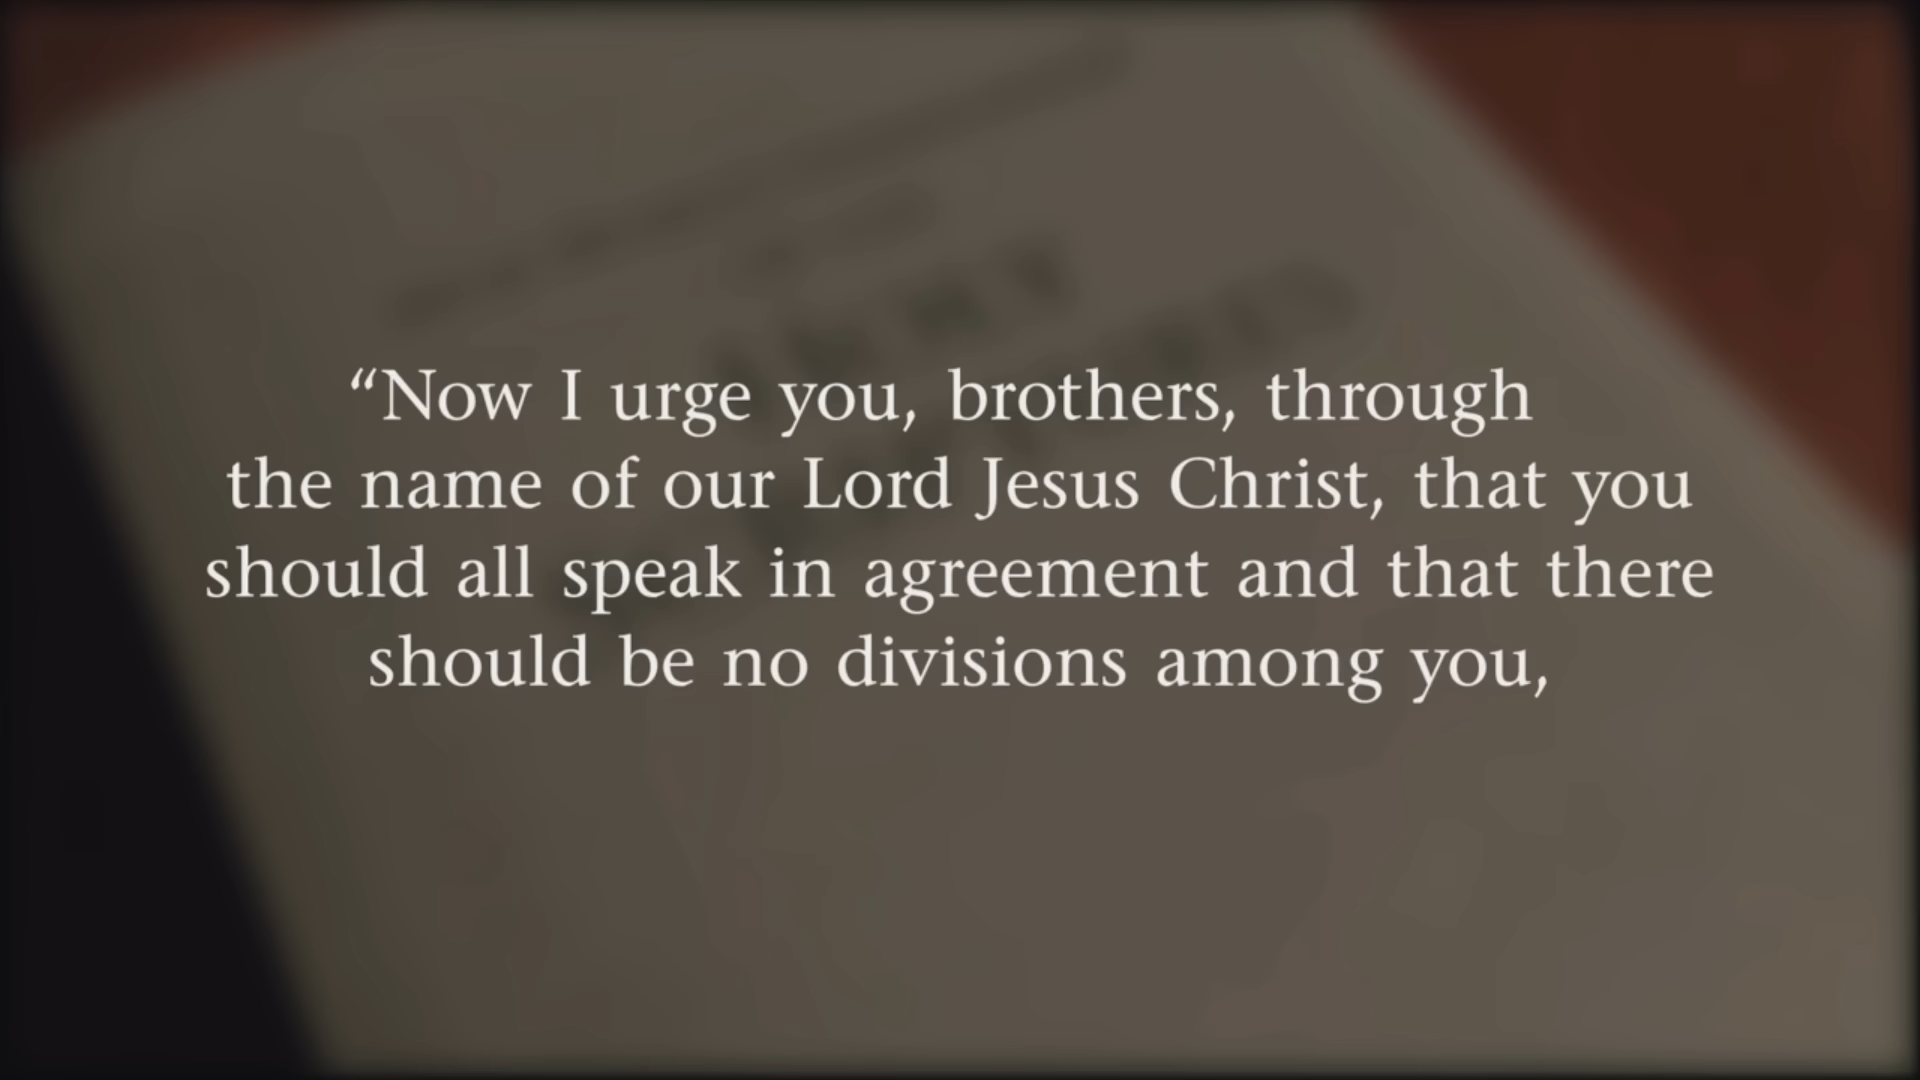 “Now I urge you, brothers, through
the name of our Lord Jesus Christ, that you
should all speak in agreement and that there
should be no divisions among you,